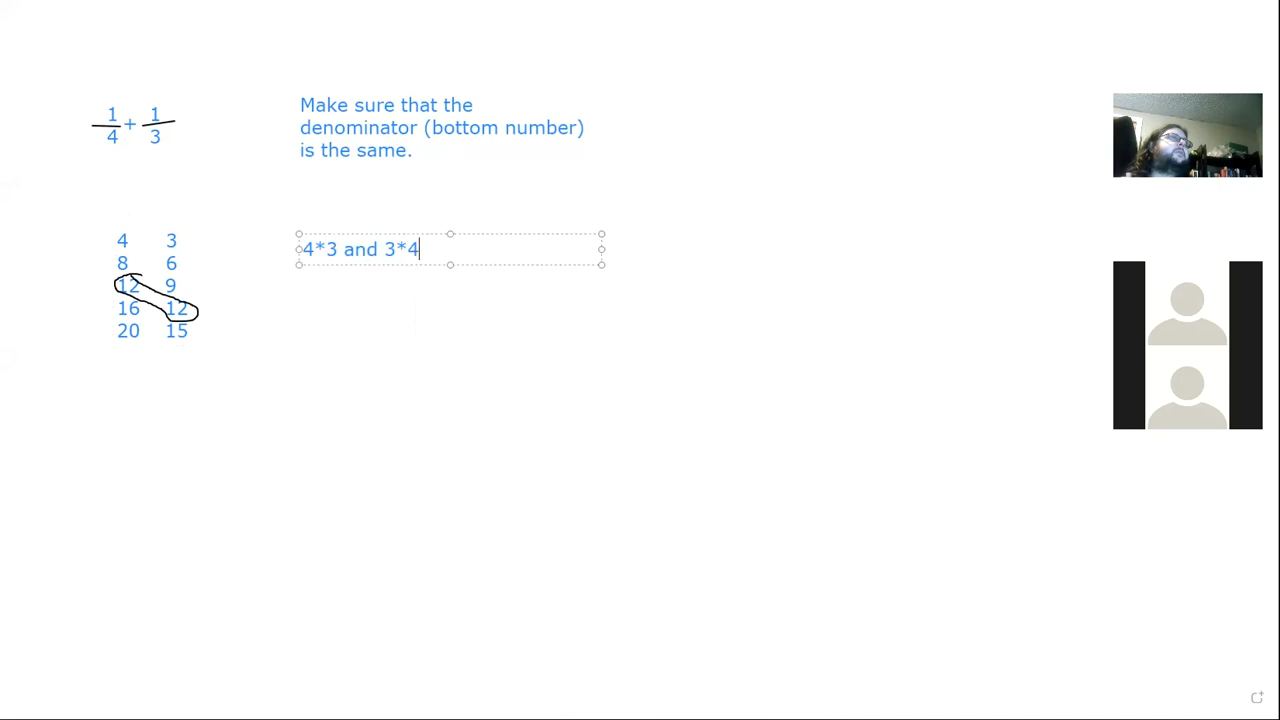 1 + 1
4 3
Make sure that the
denominator (bottom number)
is the same.
4 3
8 6
12 9
16 12
20 15
4*3 and 3*4